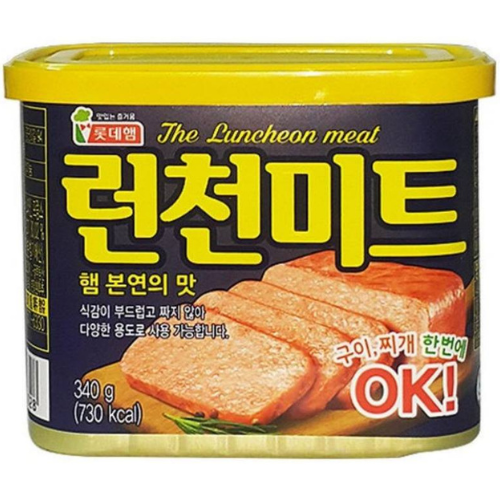 맛있는 즐거움
롯데햄
The Luncheon meat
런천미트
햄 본연의 맛
식감이 부드럽고 짜지 않아
다양한 용도로 사용 가능합니다.
구이, 찌개 한번에
OK!
340 g
(730 kcal)